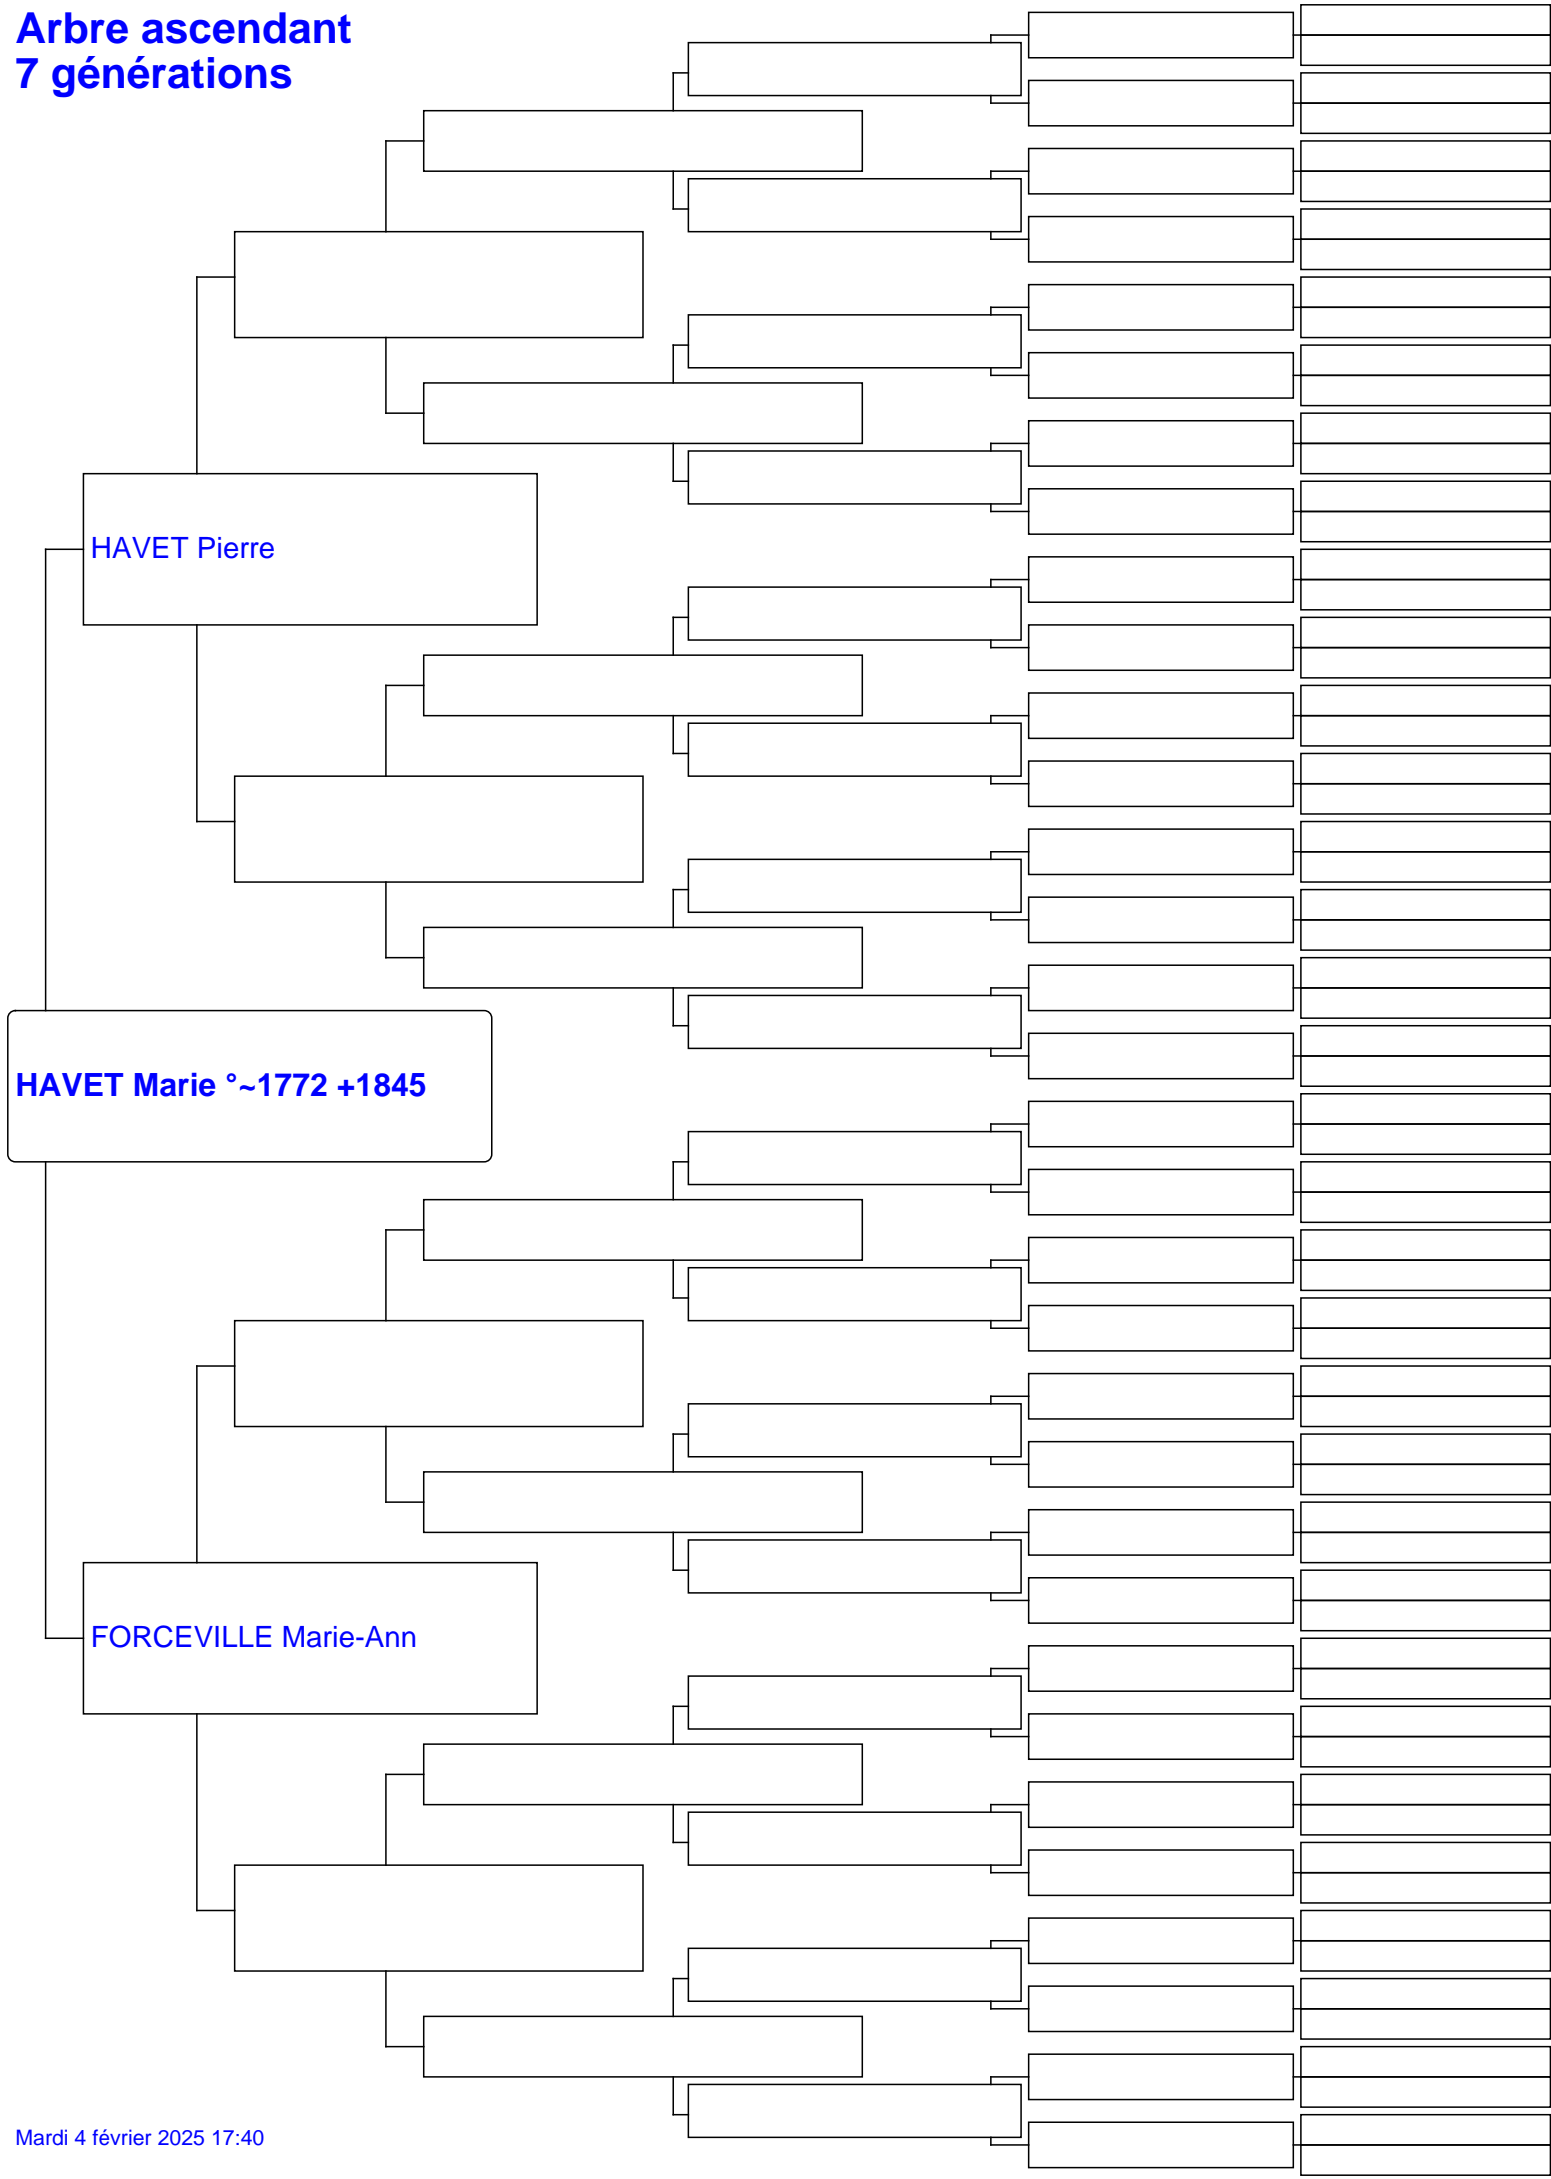 Arbre ascendant
7 générations
HAVET Pierre
HAVET Marie °~1772 +1845
FORCEVILLE Marie-Ann
Mardi 4 février 2025 17:40